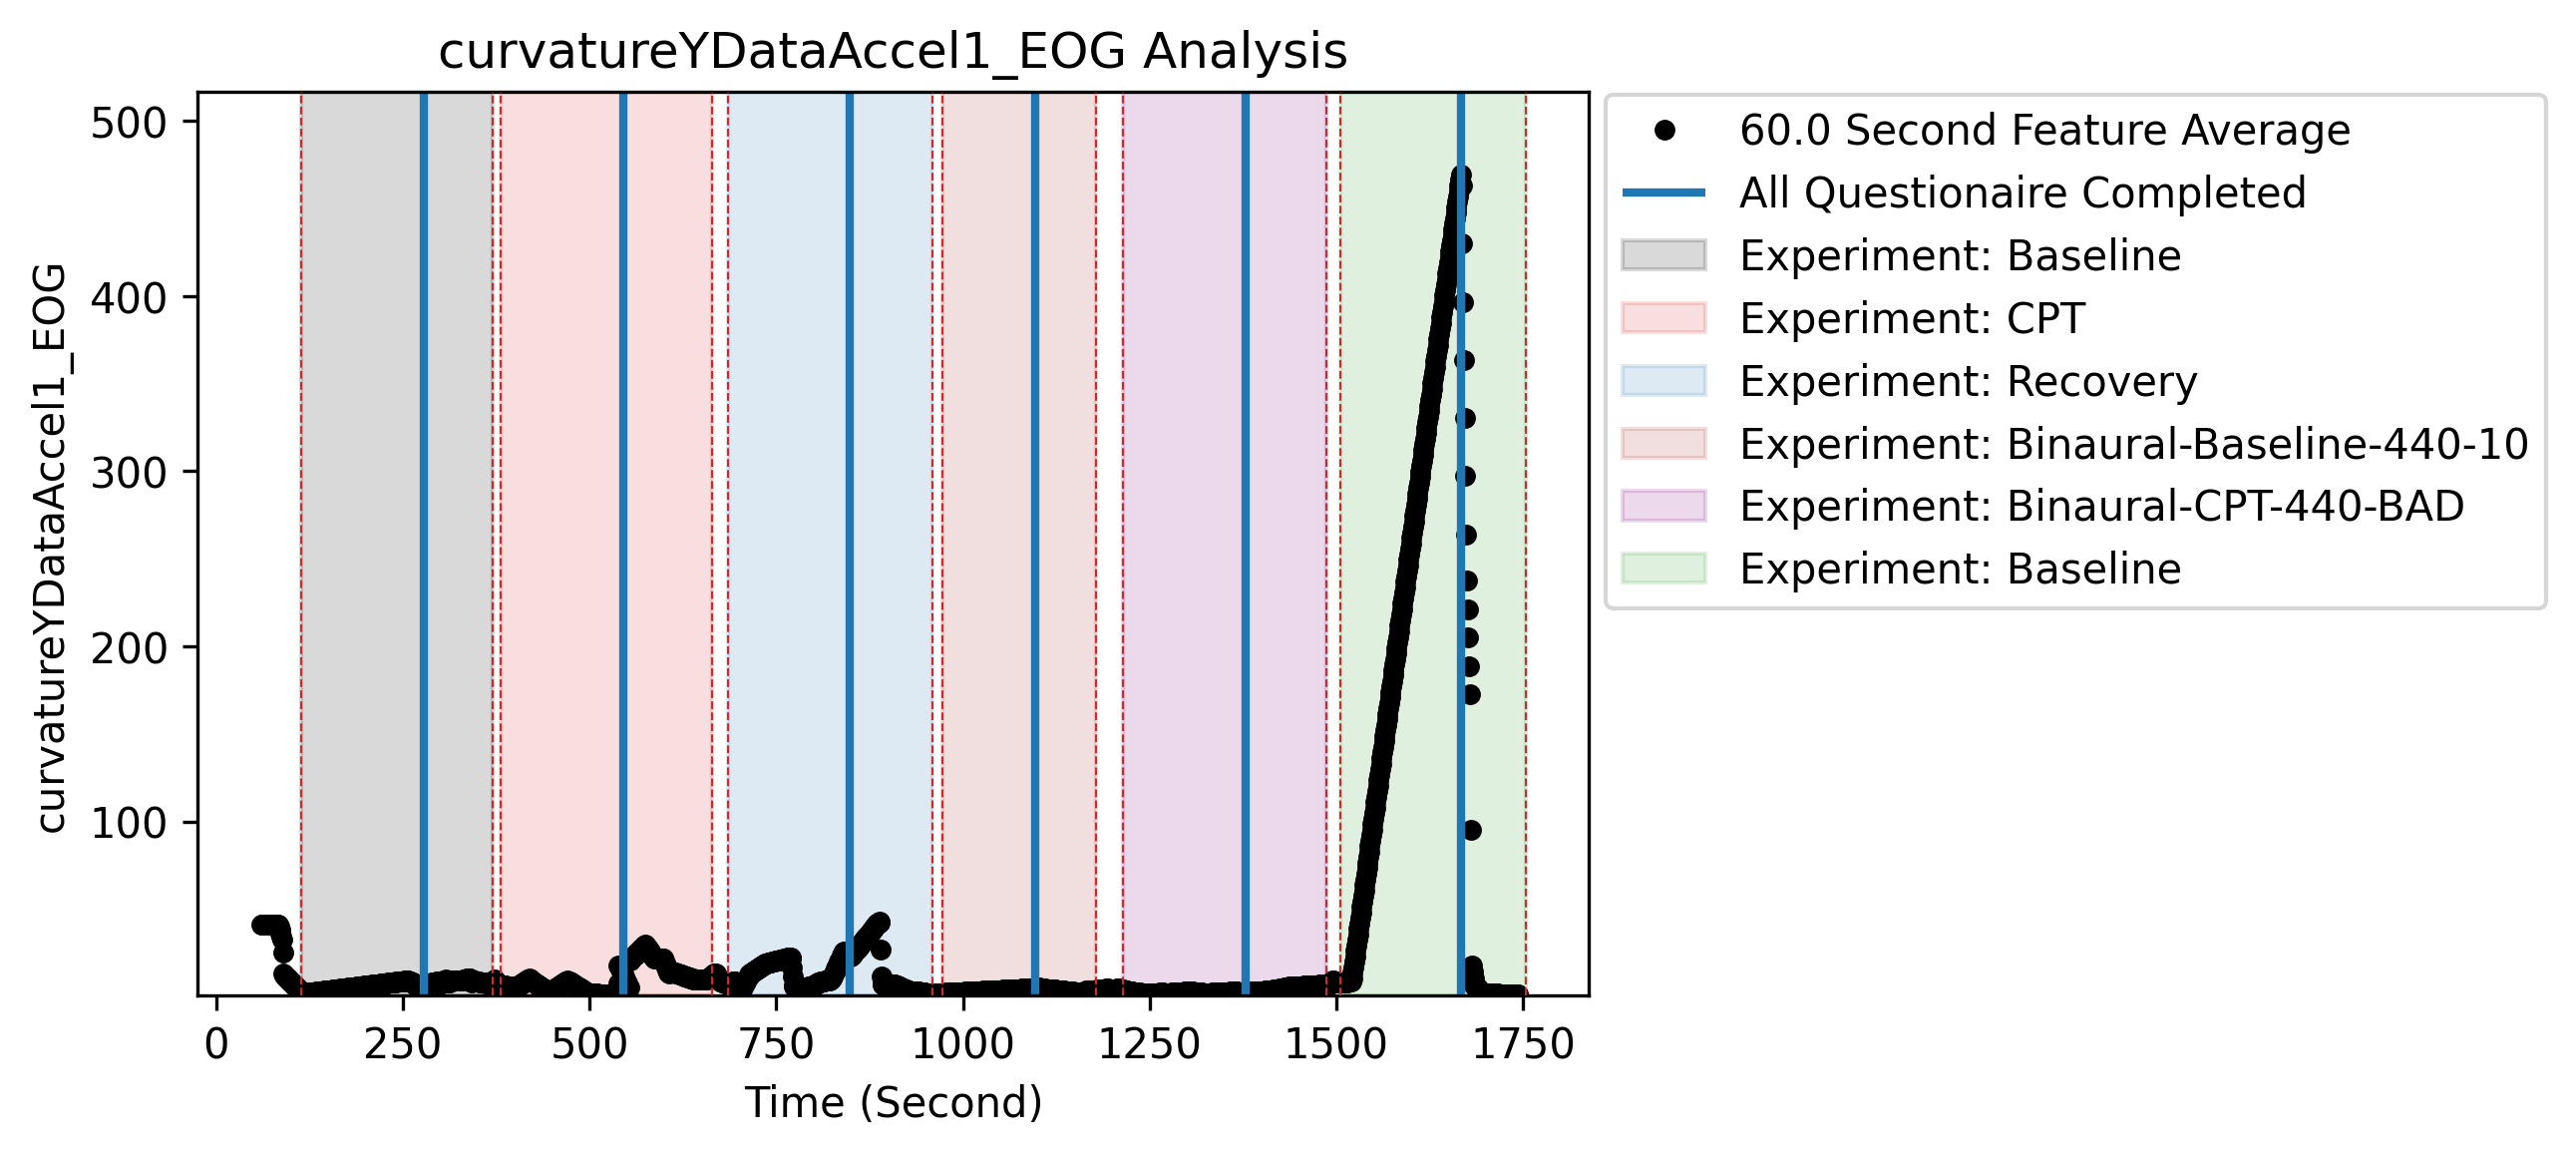 curvatureYDataAccel1_EOG Analysis
curvatureYDataAccel1_EOG
500
400
300
200
100
0
250
500
750
1000
1250
1500
1750
Time (Second)
60.0 Second Feature Average
All Questionaire Completed
Experiment: Baseline
Experiment: CPT
Experiment: Recovery
Experiment: Binaural-Baseline-440-10
Experiment: Binaural-CPT-440-BAD
Experiment: Baseline